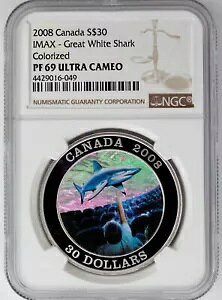 2008 Canada S$30
IMAX - Great White Shark
Colorized
PF 69 ULTRA CAMEO
4429016-049
NUMISMATIC GUARANTY CORPORATION
NGC
CANADA 2008
30 DOLLARS